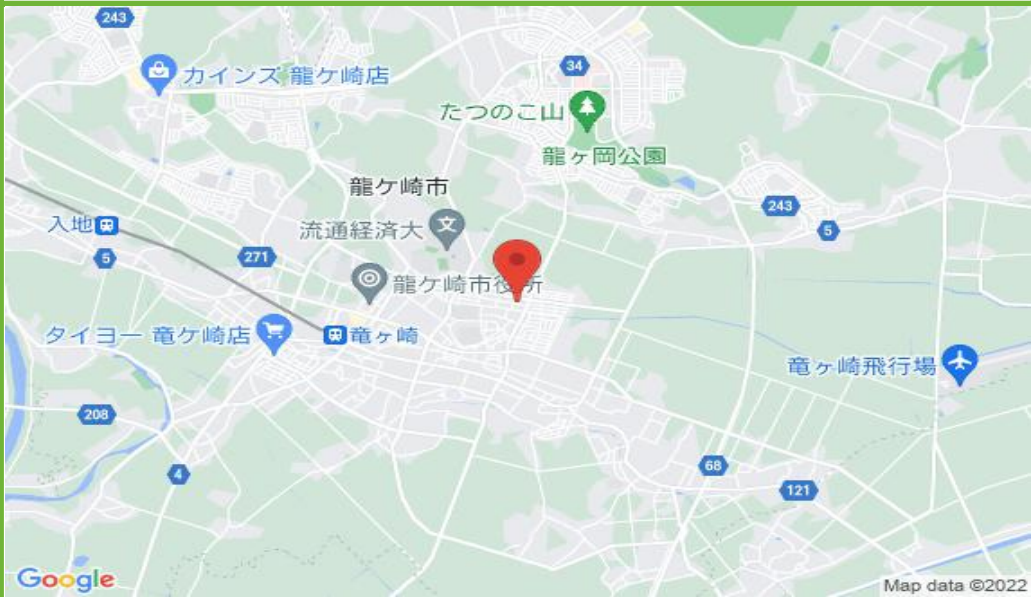 243
カインズ 龍ケ崎店
34
たつのこ山
龍ヶ岡公園
龍ケ崎市
243
流通経済大
文
入地
5
5
271
龍ケ崎市役所
タイヨー 竜ケ崎店
竜ヶ崎
竜ヶ崎飛行場
208
68
4
121
Google
Map data ©2022